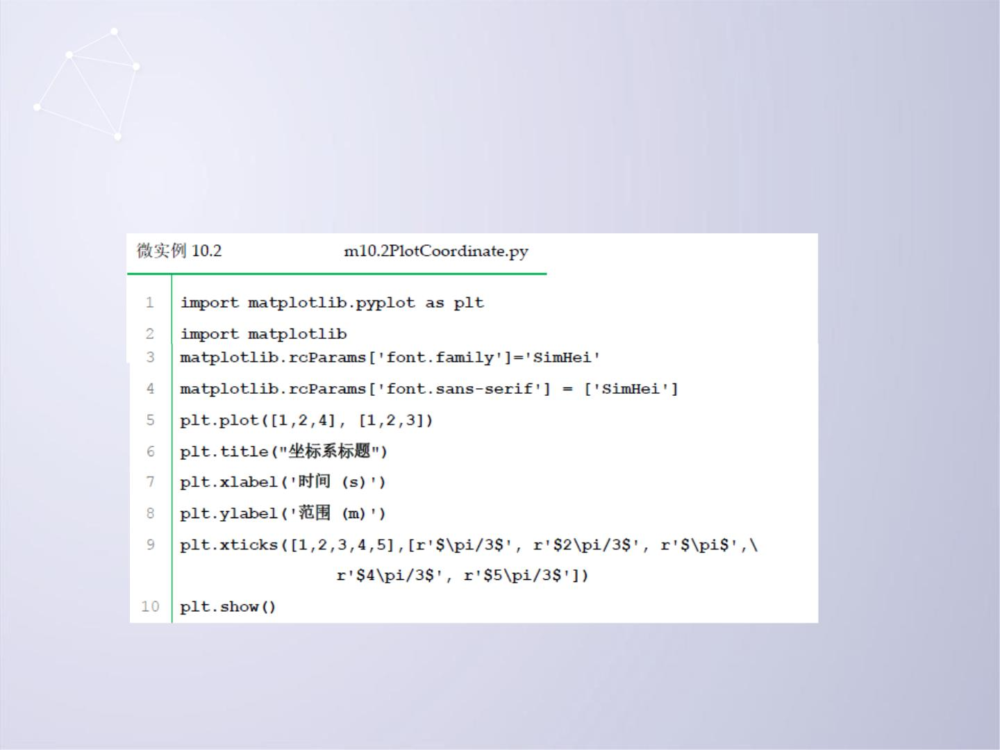 微实例 10.2 m10.2PlotCoordinate.py
1 import matplotlib.pyplot as plt
2 import matplotlib
3 matplotlib.rcParams['font.family']='SimHei'
4 matplotlib.rcParams['font.sans-serif'] = ['SimHei']
5 plt.plot([1,2,4], [1,2,3])
6 plt.title("坐标系标题")
7 plt.xlabel('时间 (s)')
8 plt.ylabel('范围 (m)')
9 plt.xticks([1,2,3,4,5],[r'$\pi/3$', r'$2\pi/3$', r'$\pi$',\
r'$4\pi/3$', r'$5\pi/3$'])
10 plt.show()